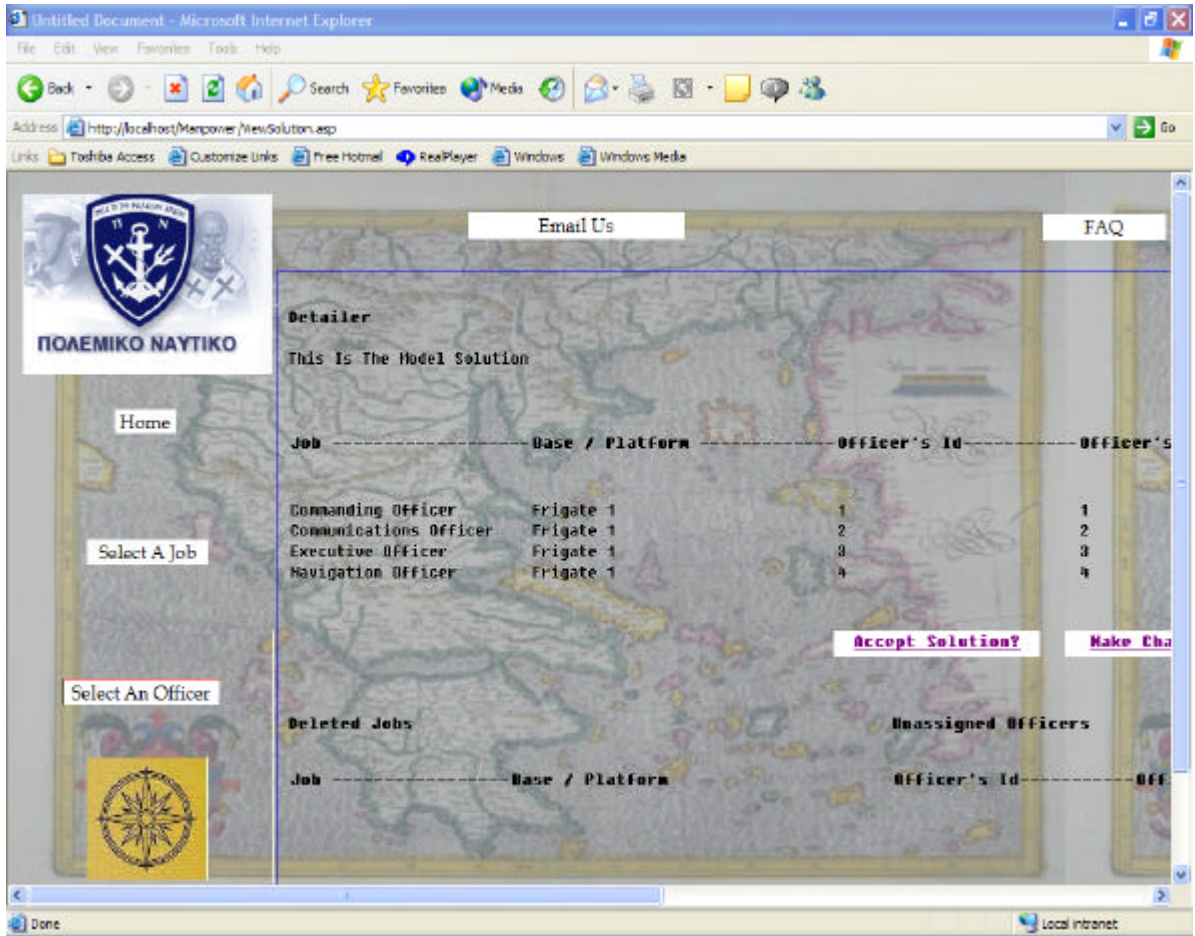 Untitled Document - Microsoft Internet Explorer
File Edit View Favorites Tools Help
Back Search Favorites Media
Address http://localhost/Manpower/ViewSolution.asp Go
Links Toshiba Access Customize Links Free Hotmail RealPlayer Windows Windows Media
Π Ν
ΠΟΛΕΜΙΚΟ ΝΑΥΤΙΚΟ
Email Us
FAQ
Home
Select A Job
Select An Officer
Detailer
This Is The Model Solution
Job ----------------------Base / Platform --------------Officer's Id------------Officer's
Commanding Officer Frigate 1 1 1
Communications Officer Frigate 1 2 2
Executive Officer Frigate 1 3 3
Navigation Officer Frigate 1 4 4
Accept Solution? Make Cha
Deleted Jobs Unassigned Officers
Job --------------------Base / Platform Officer's Id------------Off
Done Local intranet